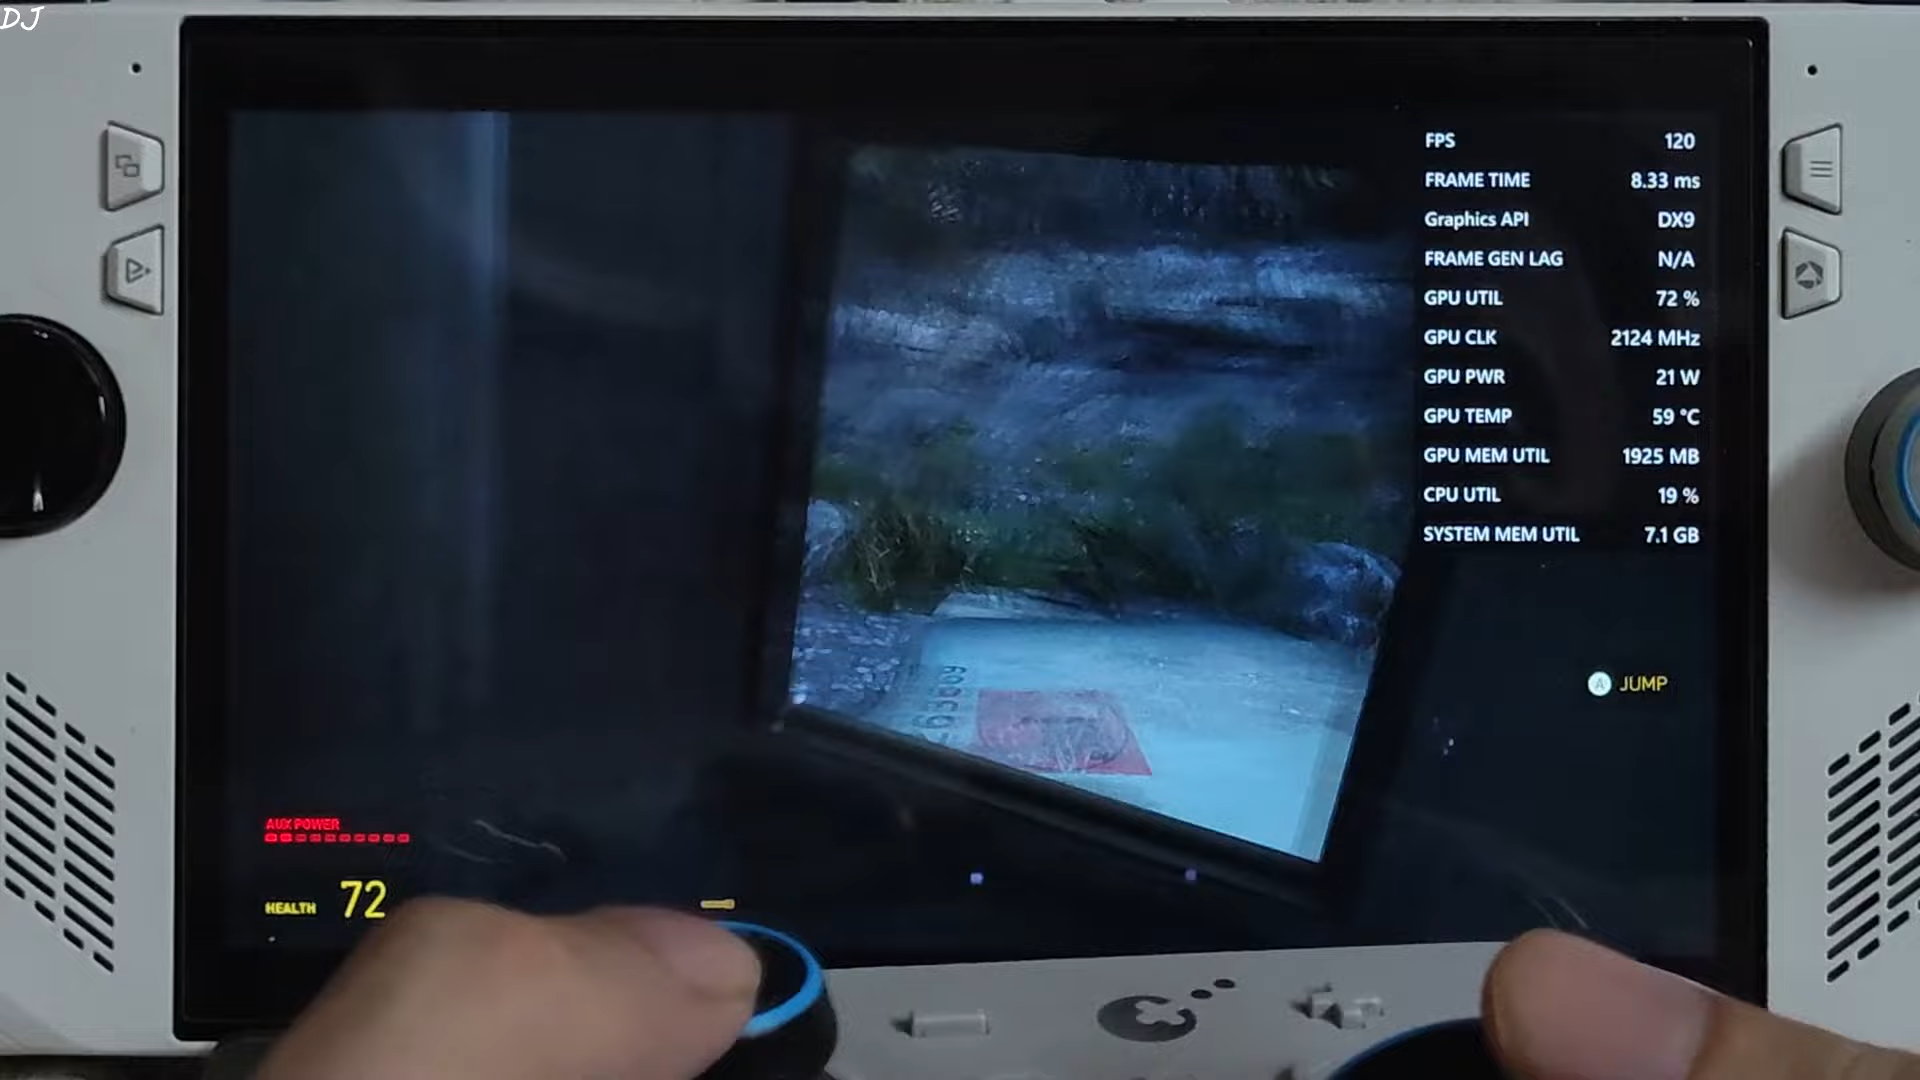 DJ
FPS 120
FRAME TIME 8.33 ms
Graphics API DX9
FRAME GEN LAG N/A
GPU UTIL 72 %
GPU CLK 2124 MHz
GPU PWR 21 W
GPU TEMP 59 °C
GPU MEM UTIL 1925 MB
CPU UTIL 19 %
SYSTEM MEM UTIL 7.1 GB
A JUMP
AUX POWER
HEALTH 72